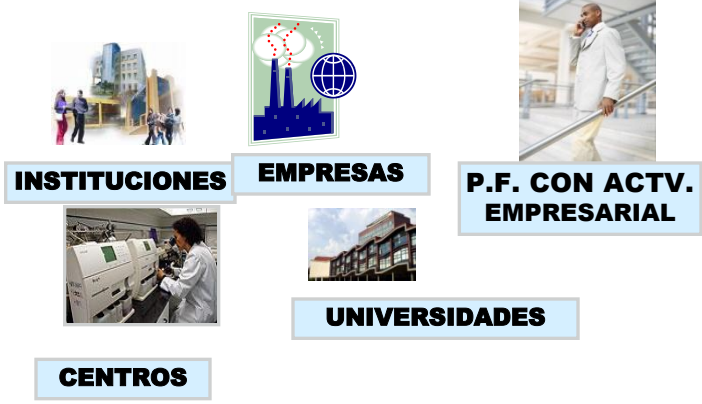 INSTITUCIONES
EMPRESAS
P.F. CON ACTV.
EMPRESARIAL
UNIVERSIDADES
CENTROS